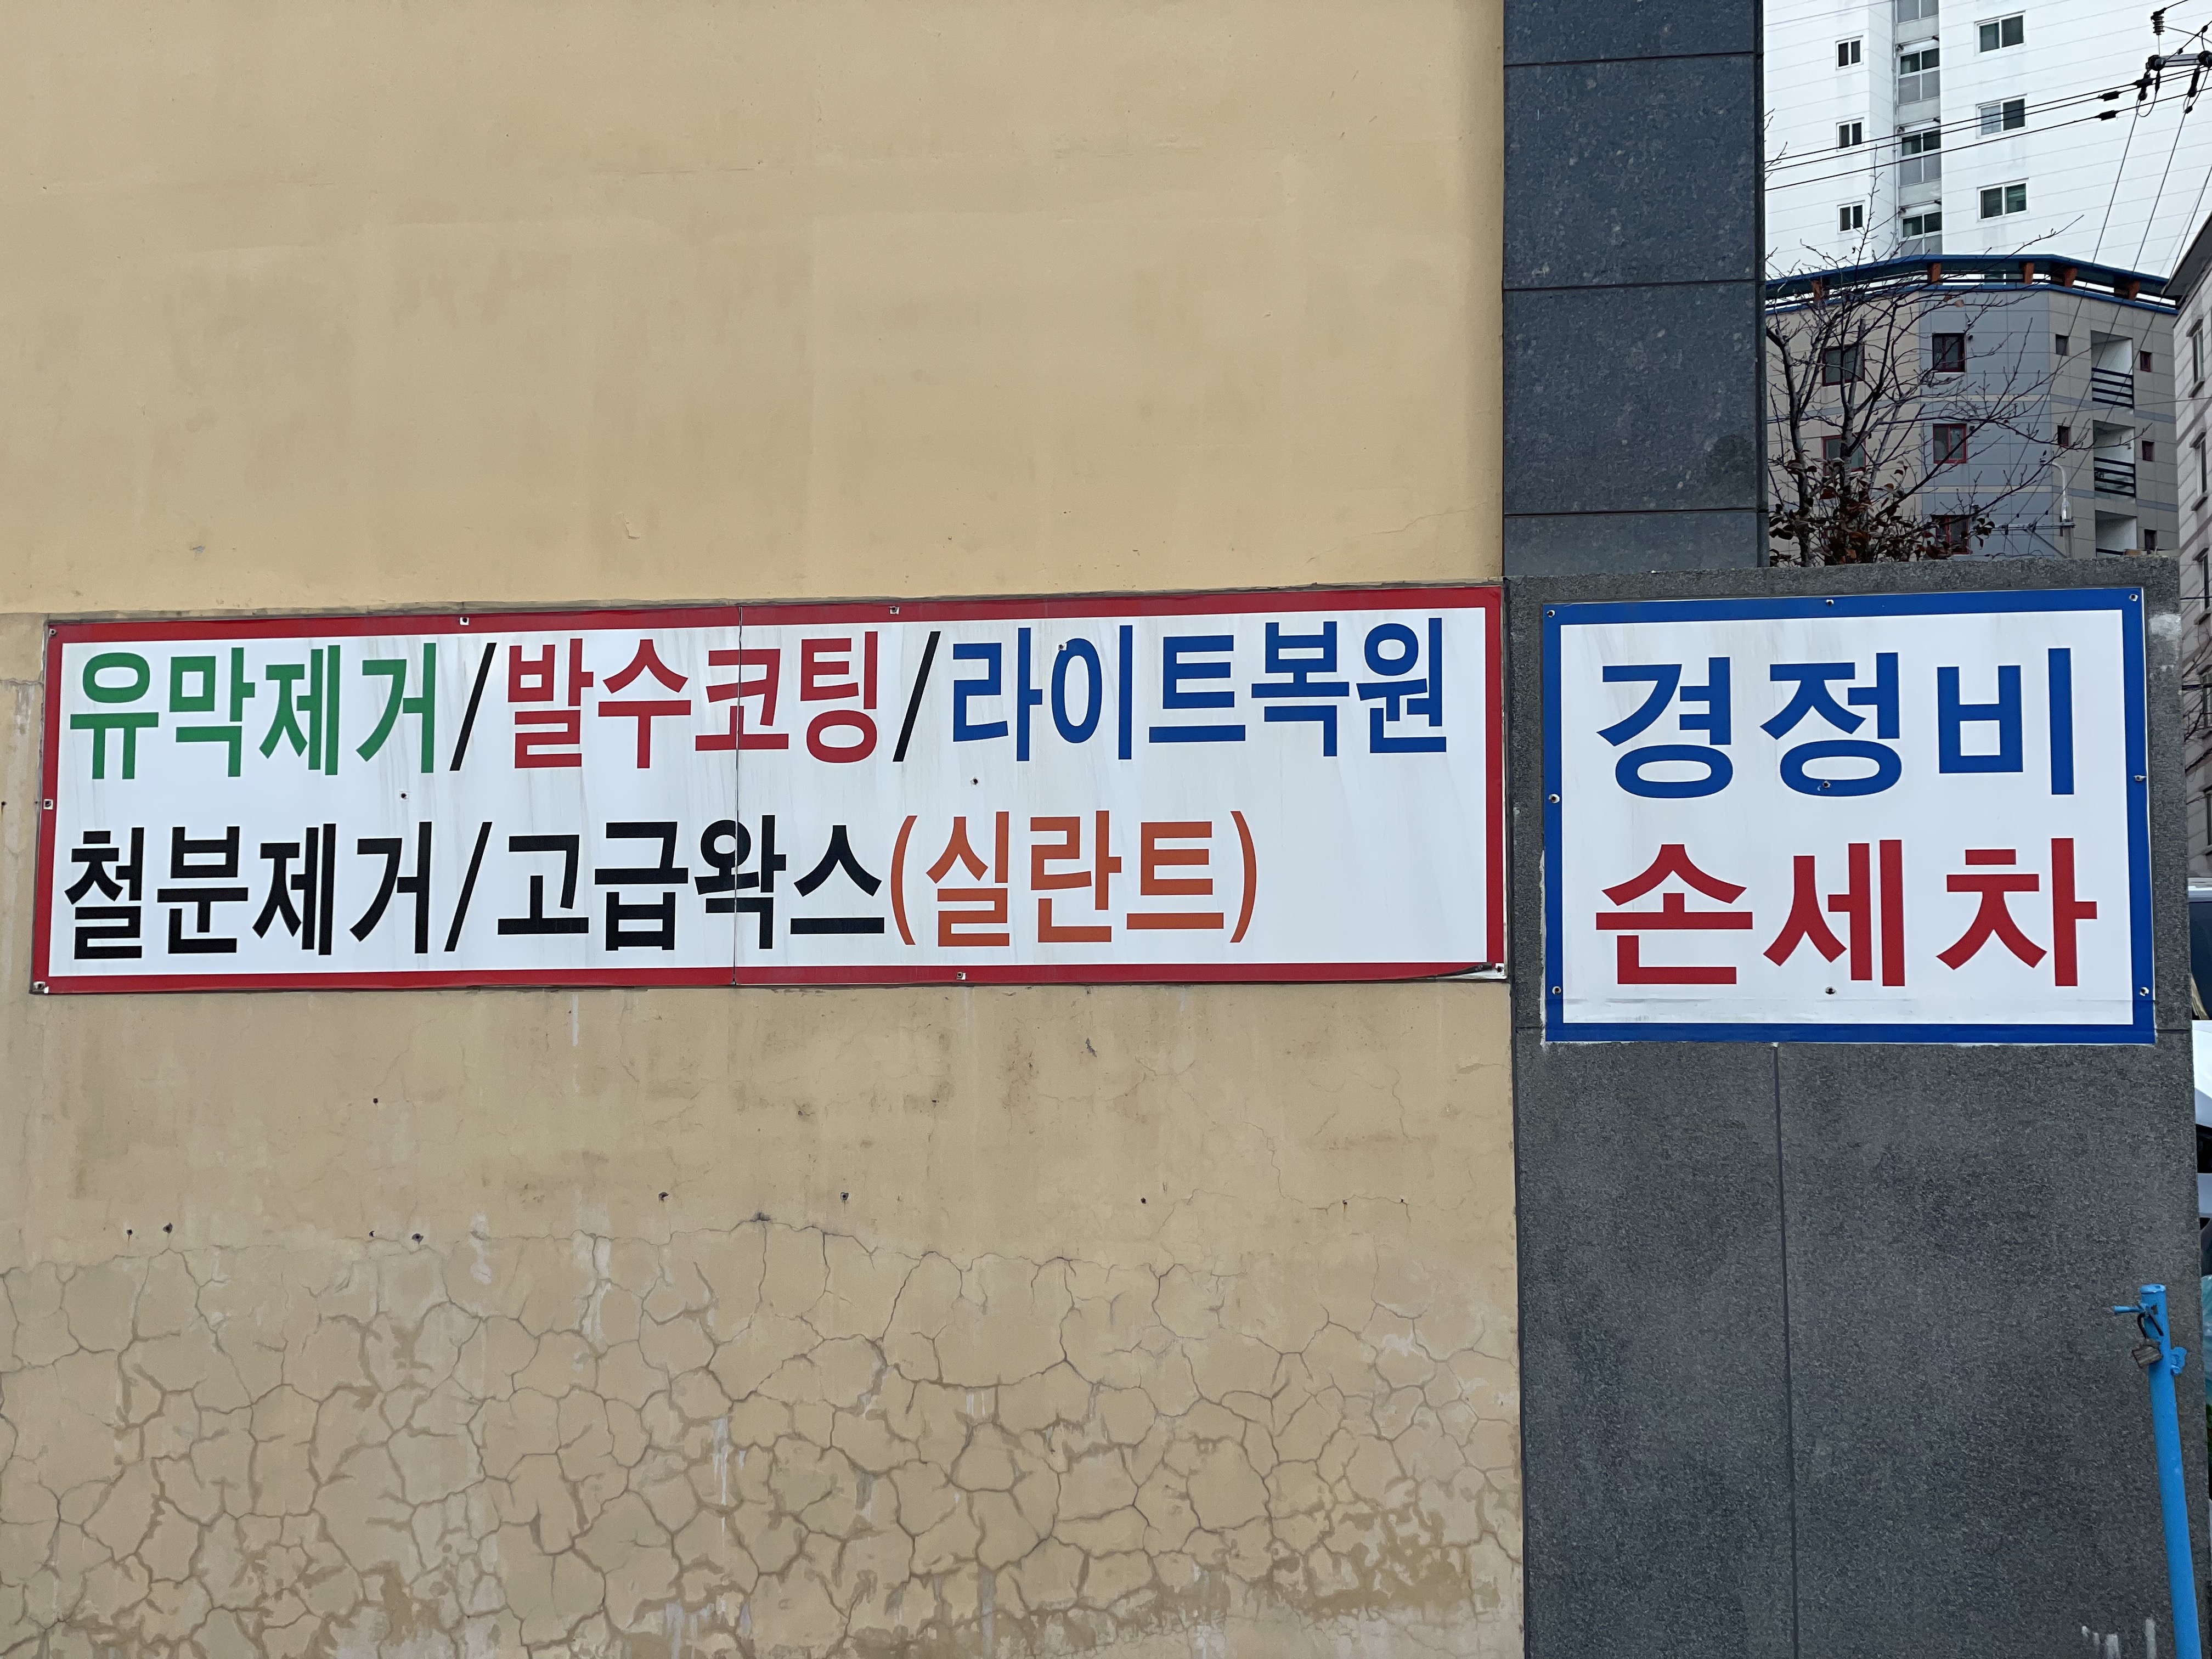 유막제거/발수코팅/라이트복원
철분제거/고급왁스(실란트)
경정비
손세차